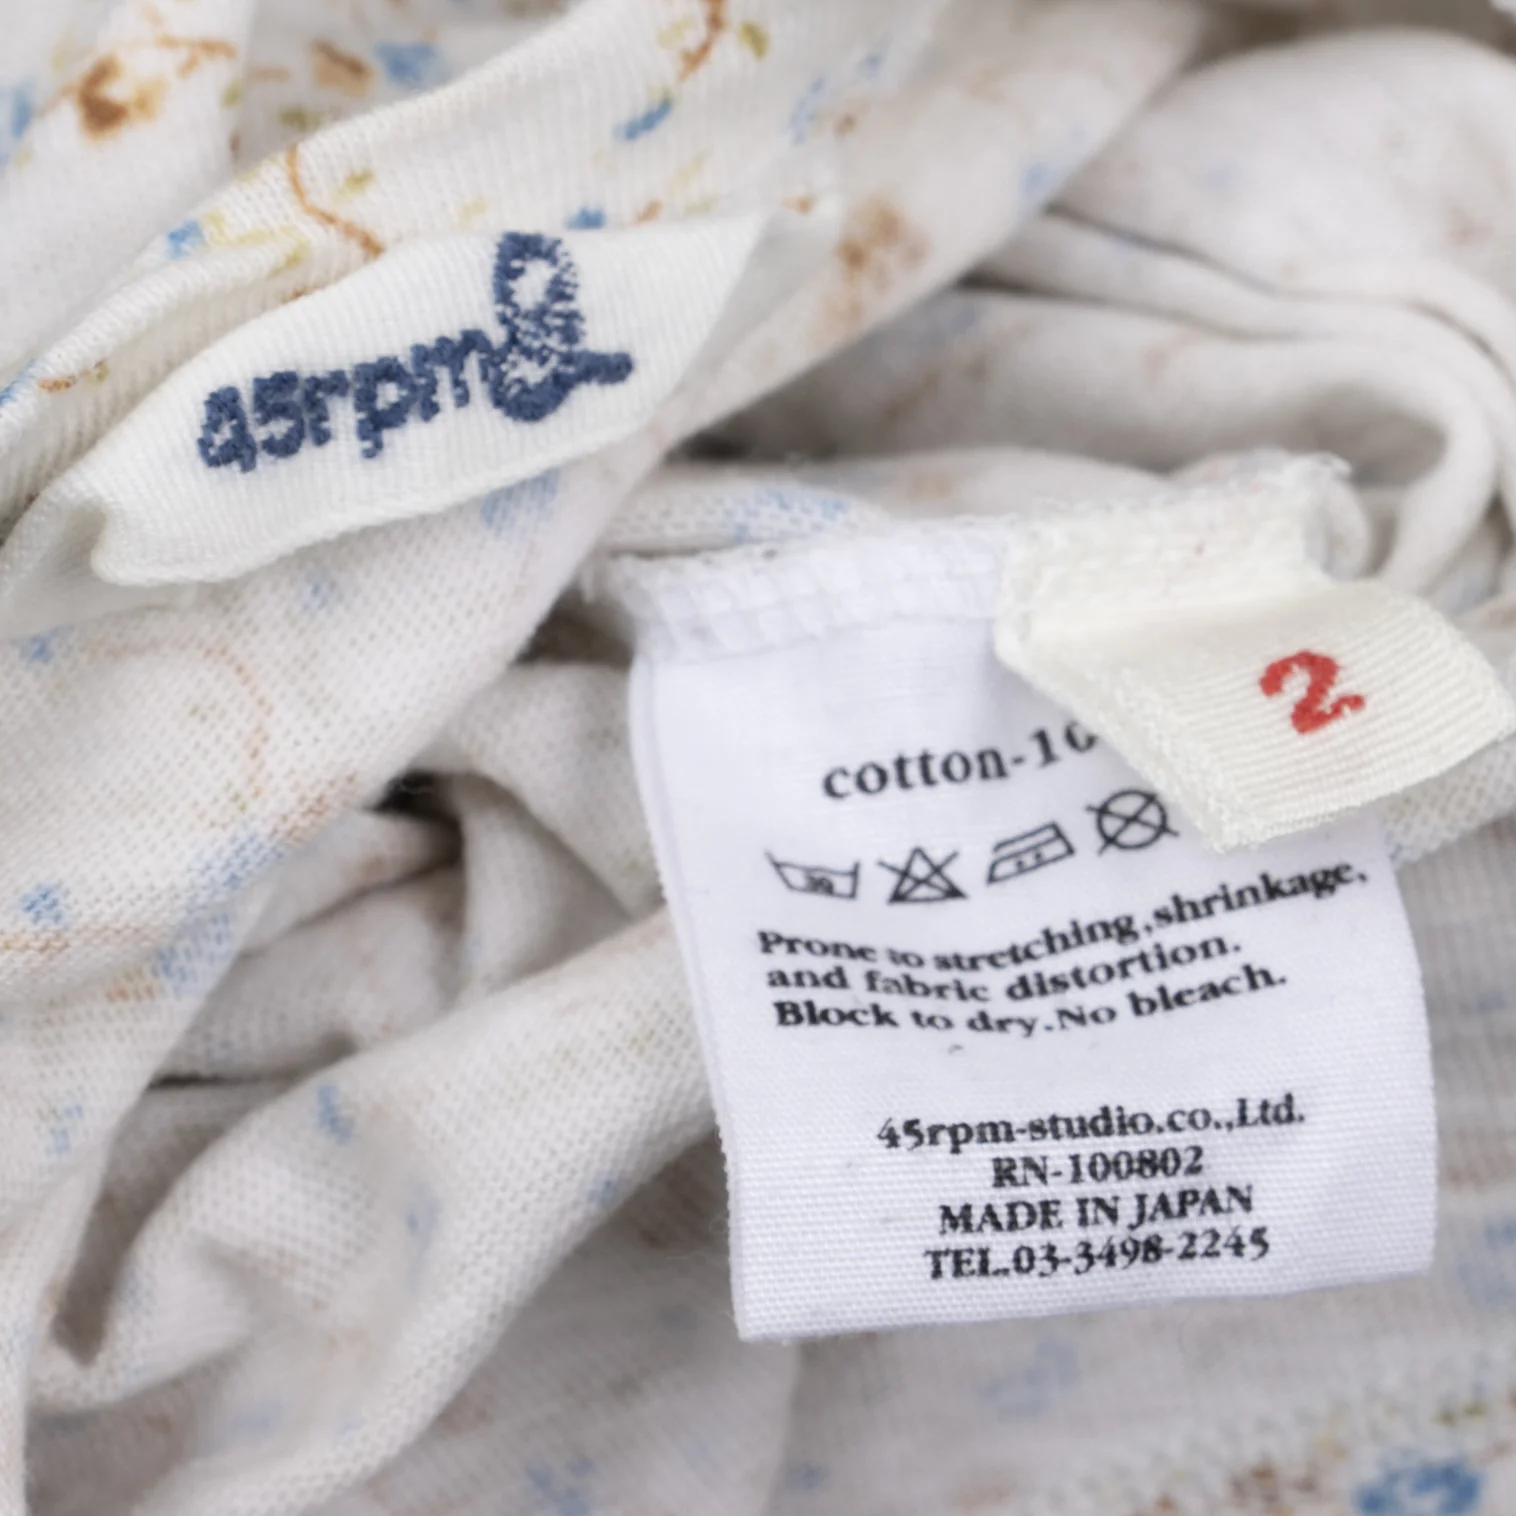 45rpm
2
cotton-10
30
Prone to stretching,shrinkage,
and fabric distortion.
Block to dry.No bleach.
45rpm-studio.co.,Ltd.
RN-100802
MADE IN JAPAN
TEL.03-3498-2245